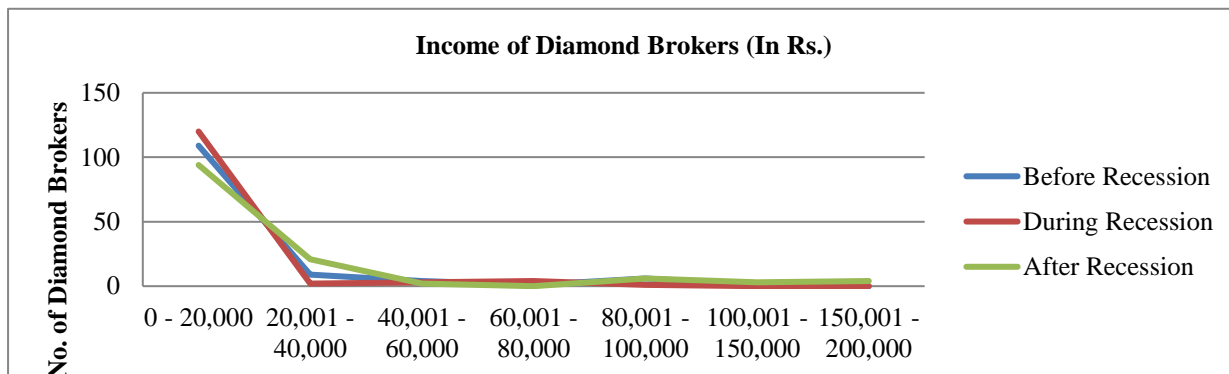 Income of Diamond Brokers (In Rs.)
No. of Diamond Brokers
150
100
50
0
0 - 20,000 20,001 - 40,001 - 60,001 - 80,001 - 100,001 - 150,001 -
40,000 60,000 80,000 100,000 150,000 200,000
Before Recession
During Recession
After Recession